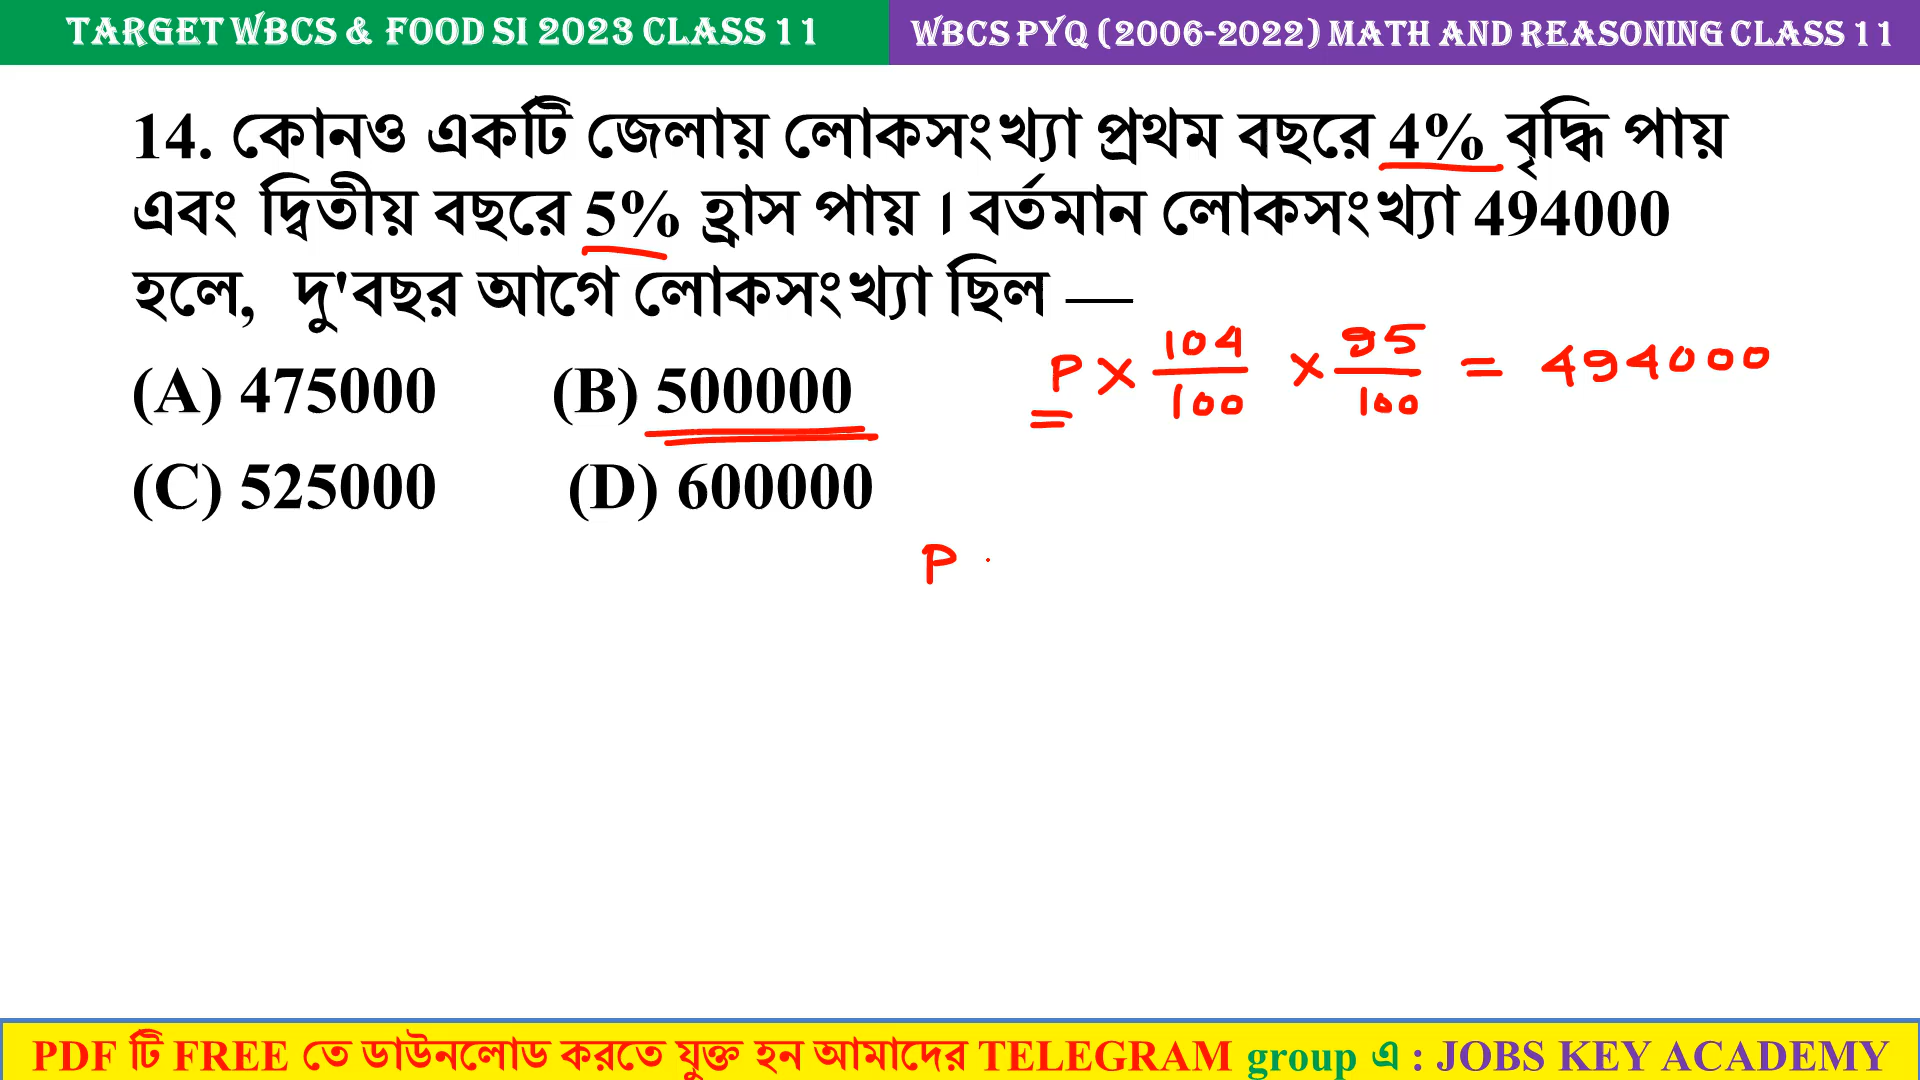 TARGET WBCS & FOOD SI 2023 CLASS 11
WBCS PYQ (2006-2022) MATH AND REASONING CLASS 11
14. কোনও একটি জেলায় লোকসংখ্যা প্রথম বছরে 4% বৃদ্ধি পায়
এবং দ্বিতীয় বছরে 5% হ্রাস পায় । বর্তমান লোকসংখ্যা 494000
হলে, দু'বছর আগে লোকসংখ্যা ছিল —
(A) 475000 (B) 500000
(C) 525000 (D) 600000
P × 104/100 × 95/100 = 494000
P
PDF টি FREE তে ডাউনলোড করতে যুক্ত হন আমাদের TELEGRAM group এ : JOBS KEY ACADEMY